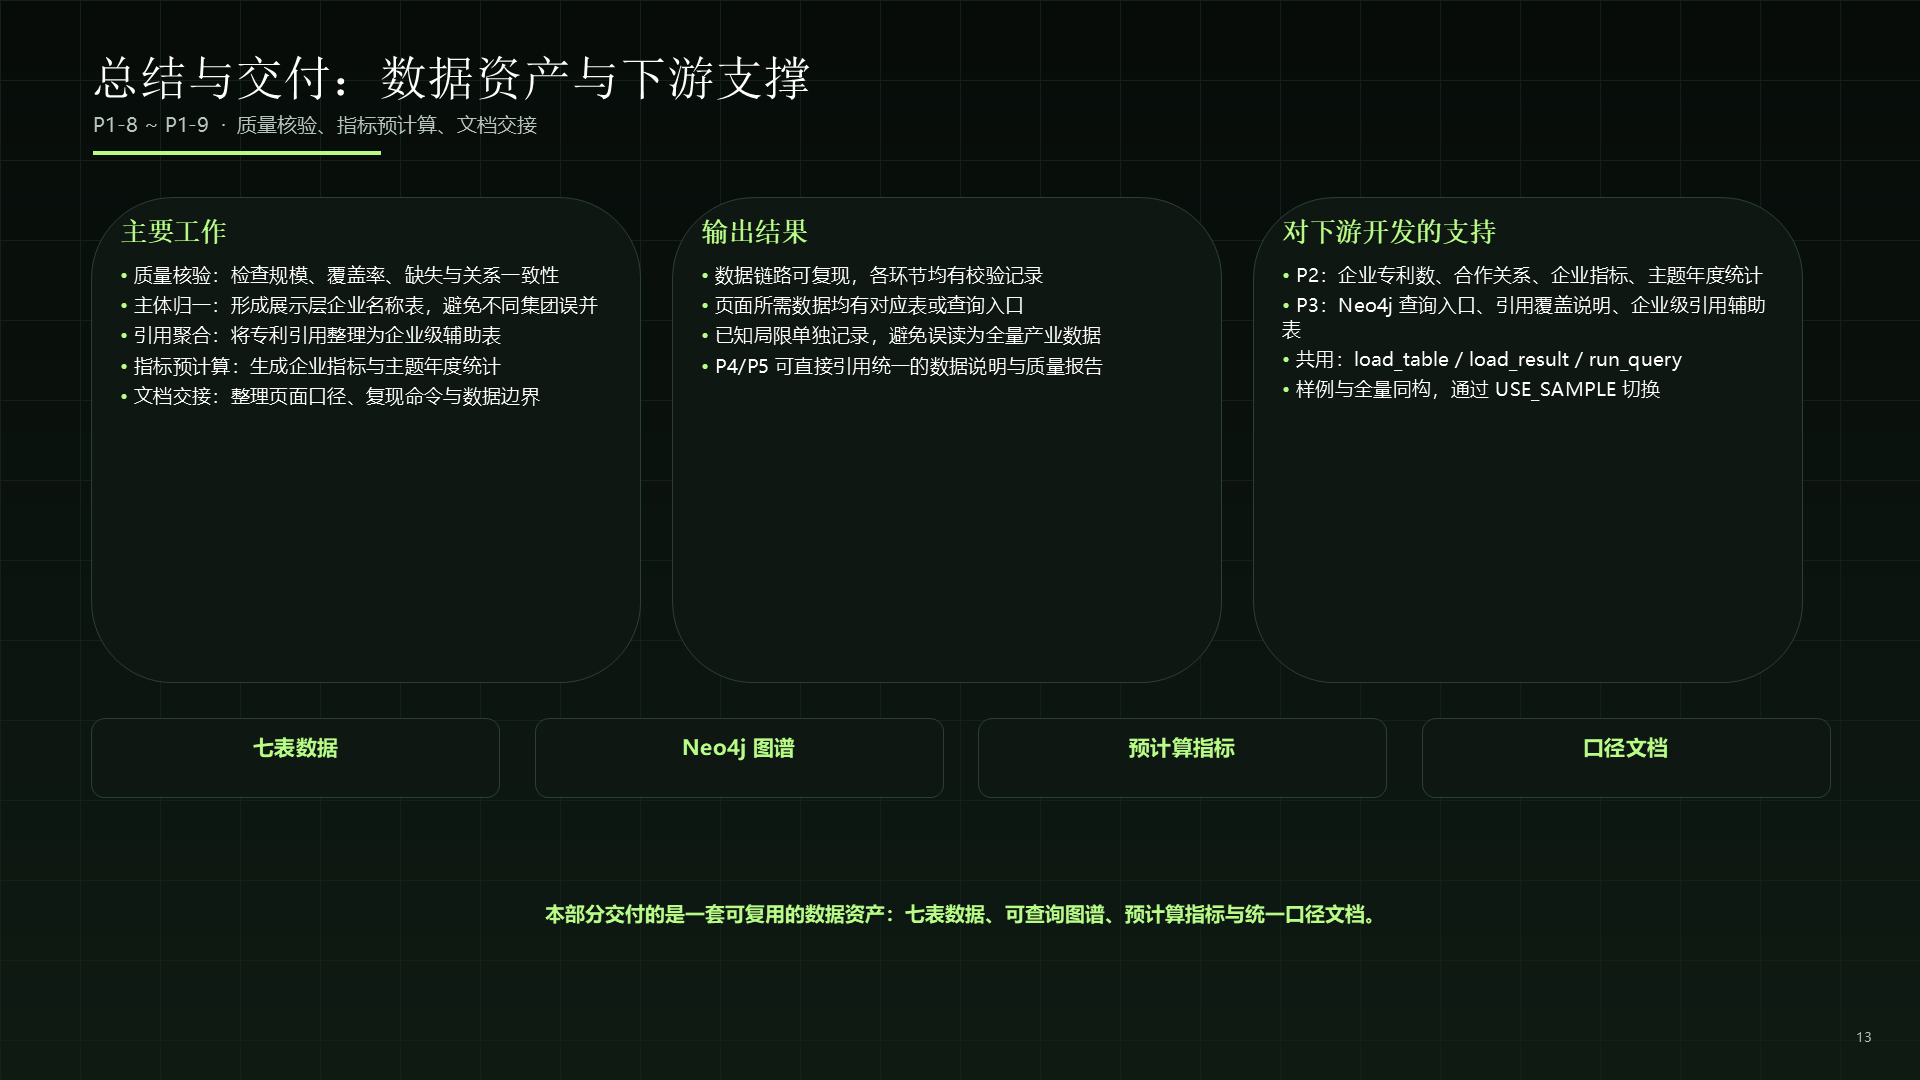 总结与交付：数据资产与下游支撑
P1-8 ~ P1-9 · 质量核验、指标预计算、文档交接
主要工作
• 质量核验：检查规模、覆盖率、缺失与关系一致性
• 主体归一：形成展示层企业名称表，避免不同集团误并
• 引用聚合：将专利引用整理为企业级辅助表
• 指标预计算：生成企业指标与主题年度统计
• 文档交接：整理页面口径、复现命令与数据边界
输出结果
• 数据链路可复现，各环节均有校验记录
• 页面所需数据均有对应表或查询入口
• 已知局限单独记录，避免误读为全量产业数据
• P4/P5 可直接引用统一的数据说明与质量报告
对下游开发的支持
• P2：企业专利数、合作关系、企业指标、主题年度统计
• P3：Neo4j 查询入口、引用覆盖说明、企业级引用辅助
表
• 共用：load_table / load_result / run_query
• 样例与全量同构，通过 USE_SAMPLE 切换
七表数据
Neo4j 图谱
预计算指标
口径文档
本部分交付的是一套可复用的数据资产：七表数据、可查询图谱、预计算指标与统一口径文档。
13